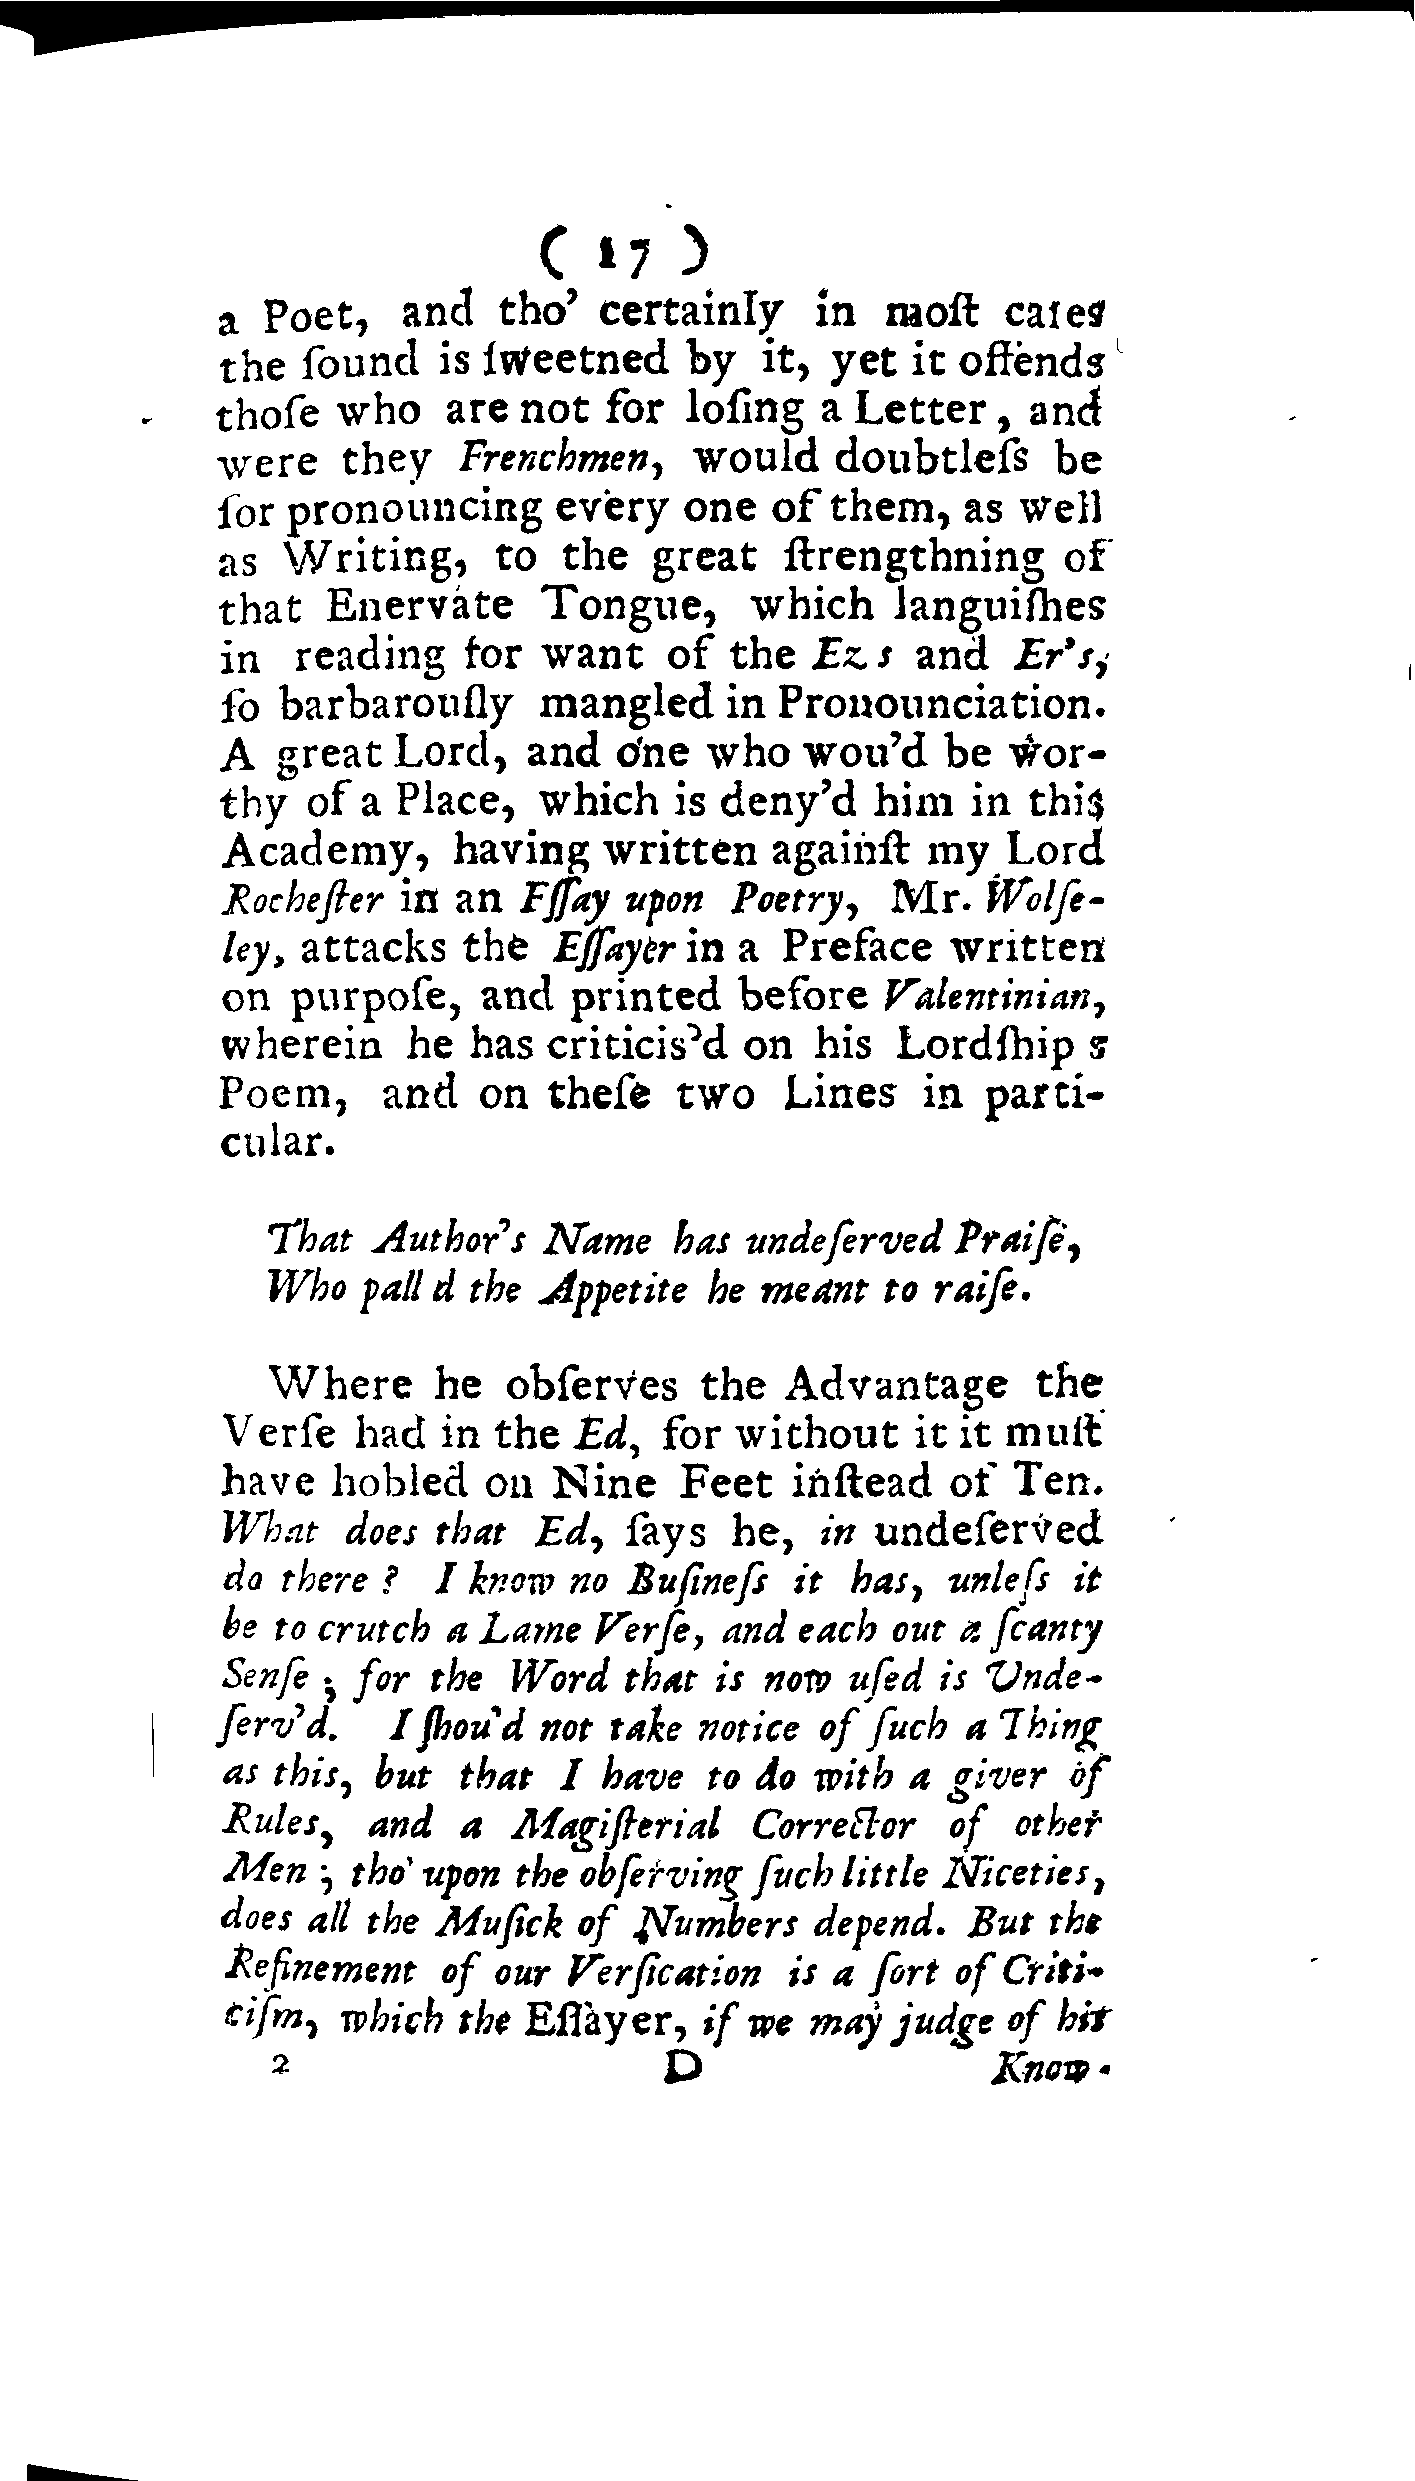 ( 17 )
a Poet, and tho' certainly in moſt caſes
the ſound is ſweetned by it, yet it offends
thoſe who are not for loſing a Letter, and
were they Frenchmen, would doubtleſs be
for pronouncing every one of them, as well
as Writing, to the great ſtrengthning of
that Enervate Tongue, which languiſhes
in reading for want of the Ez s and Er's,
ſo barbarouſly mangled in Pronounciation.
A great Lord, and one who wou'd be wor-
thy of a Place, which is deny'd him in this
Academy, having written againſt my Lord
Rocheſter in an Eſſay upon Poetry, Mr. Wolſe-
ley, attacks the Eſſayer in a Preface written
on purpoſe, and printed before Valentinian,
wherein he has criticis'd on his Lordſhip s
Poem, and on theſe two Lines in parti-
cular.
That Author's Name has undeſerved Praiſe,
Who pall d the Appetite he meant to raiſe.
Where he obſerves the Advantage the
Verſe had in the Ed, for without it it muſt
have hobled on Nine Feet inſtead of Ten.
What does that Ed, ſays he, in undeſerved
do there ? I know no Buſineſs it has, unleſs it
be to crutch a Lame Verſe, and each out a ſcanty
Senſe ; for the Word that is now uſed is Unde-
ſerv'd. I ſhou'd not take notice of ſuch a Thing
as this, but that I have to do with a giver of
Rules, and a Magiſterial Corrector of other
Men ; tho' upon the obſerving ſuch little Niceties,
does all the Muſick of Numbers depend. But the
Refinement of our Verſication is a ſort of Criti-
ciſm, which the Eſſayer, if we may judge of his
2 D Know-